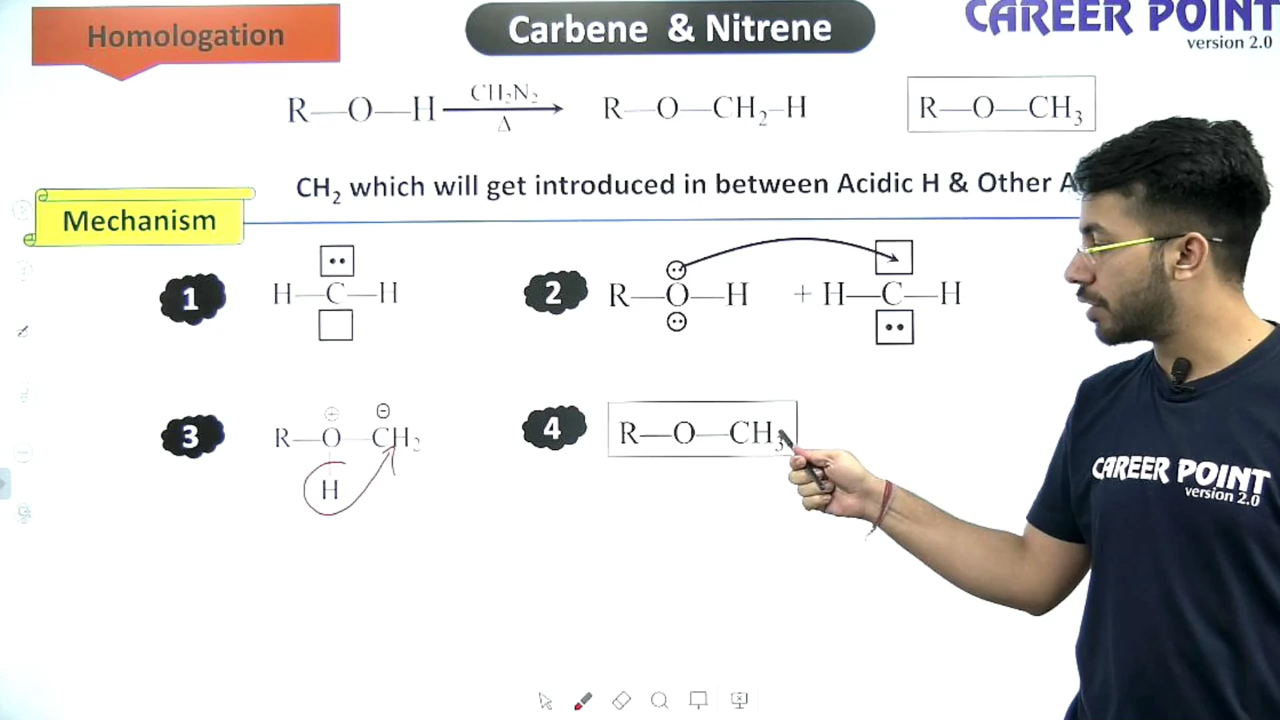 Homologation
Carbene & Nitrene
CAREER POINT
version 2.0
R—O—H CH₂N₂ Δ R—O—CH₂–H R—O—CH₃
CH₂ which will get introduced in between Acidic H & Other
Mechanism
1 H—C—H
2 R—O—H + H—C—H
3 R—O—CH₂
⊕ ⊖
H
4 R—O—CH₃
CAREER POINT
version 2.0